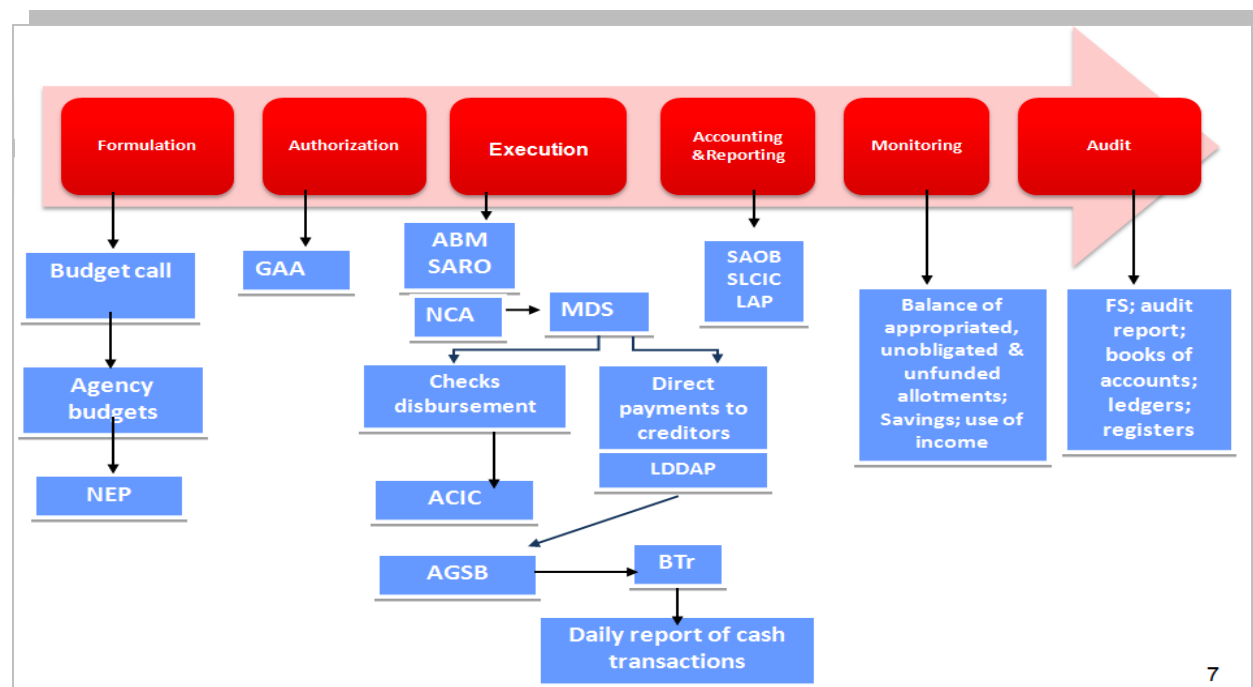 Formulation
Authorization
Execution
Accounting
&Reporting
Monitoring
Audit
Budget call
Agency
budgets
NEP
GAA
ABM
SARO
NCA
MDS
Checks
disbursement
ACIC
Direct
payments to
creditors
LDDAP
AGSB
BTr
Daily report of cash
transactions
SAOB
SLCIC
LAP
Balance of
appropriated,
unobligated &
unfunded
allotments;
Savings; use of
income
FS; audit
report;
books of
accounts;
ledgers;
registers
7